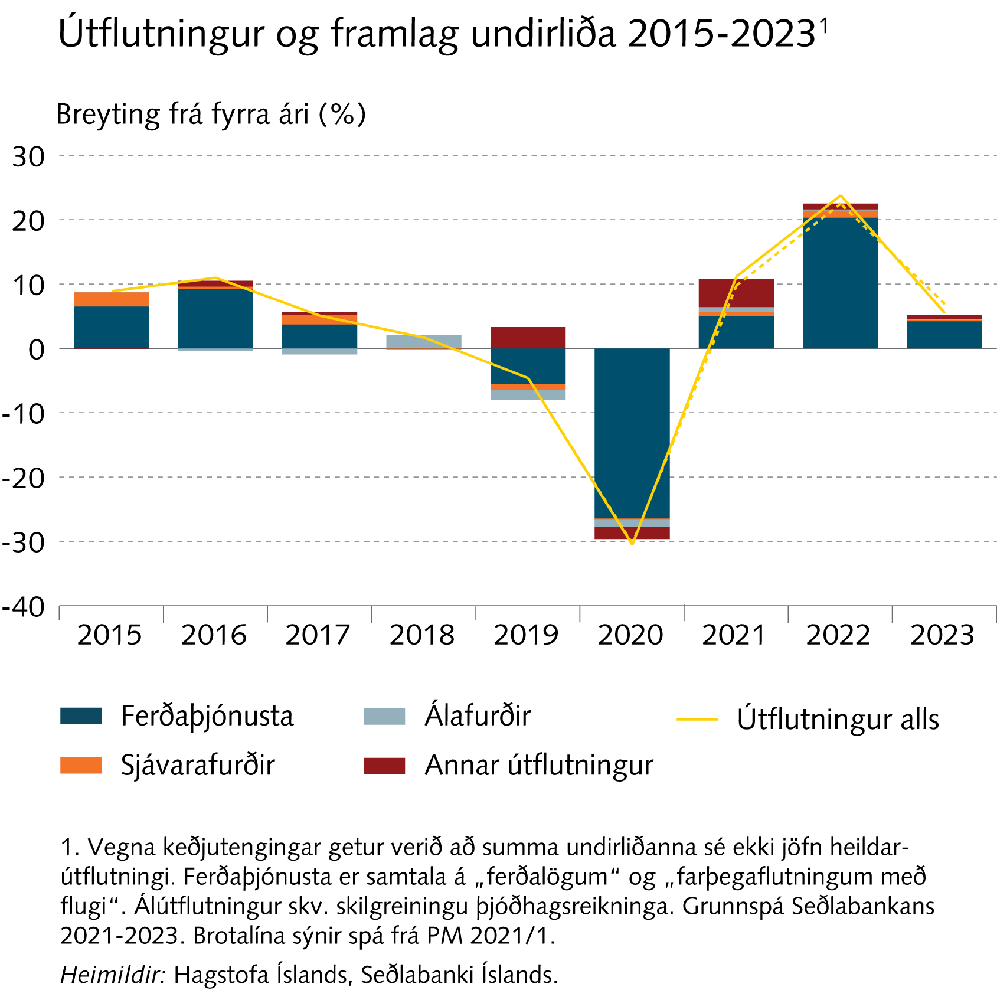 Útflutningur og framlag undirliða 2015-2023¹
Breyting frá fyrra ári (%)
30
20
10
0
-10
-20
-30
-40
2015 2016 2017 2018 2019 2020 2021 2022 2023
Ferðaþjónusta
Álafurðir
Útflutningur alls
Sjávarafurðir
Annar útflutningur
1. Vegna keðjutengingar getur verið að summa undirliðanna sé ekki jöfn heildar-
útflutningi. Ferðaþjónusta er samtala á „ferðalögum“ og „farþegaflutningum með
flugi“. Álútflutningur skv. skilgreiningu þjóðhagsreikninga. Grunnspá Seðlabankans
2021-2023. Brotalína sýnir spá frá PM 2021/1.
Heimildir: Hagstofa Íslands, Seðlabanki Íslands.